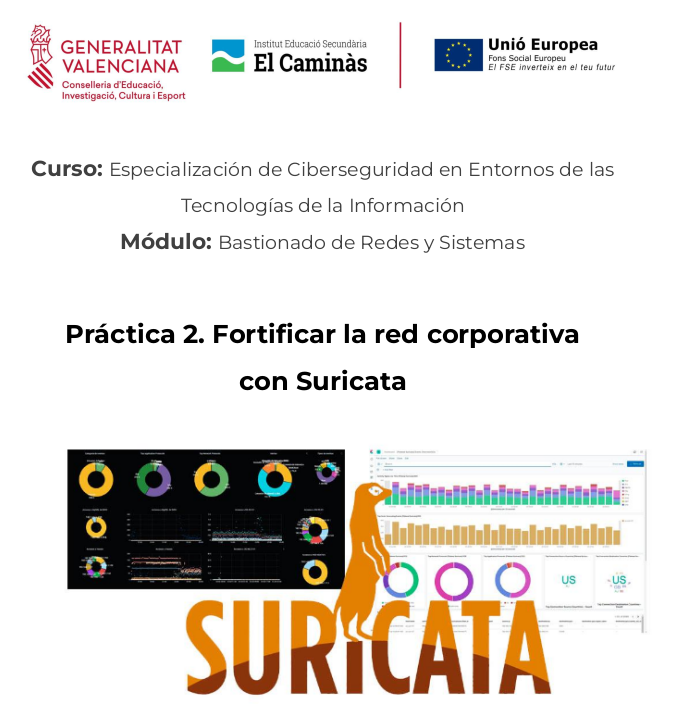 GENERALITAT
VALENCIANA
Conselleria d'Educació,
Investigació, Cultura i Esport
Institut Educació Secundària
El Caminàs
Unió Europea
Fons Social Europeu
El FSE inverteix en el teu futur
Curso: Especialización de Ciberseguridad en Entornos de las
Tecnologías de la Información
Módulo: Bastionado de Redes y Sistemas
Práctica 2. Fortificar la red corporativa
con Suricata
US
US
SURICATA